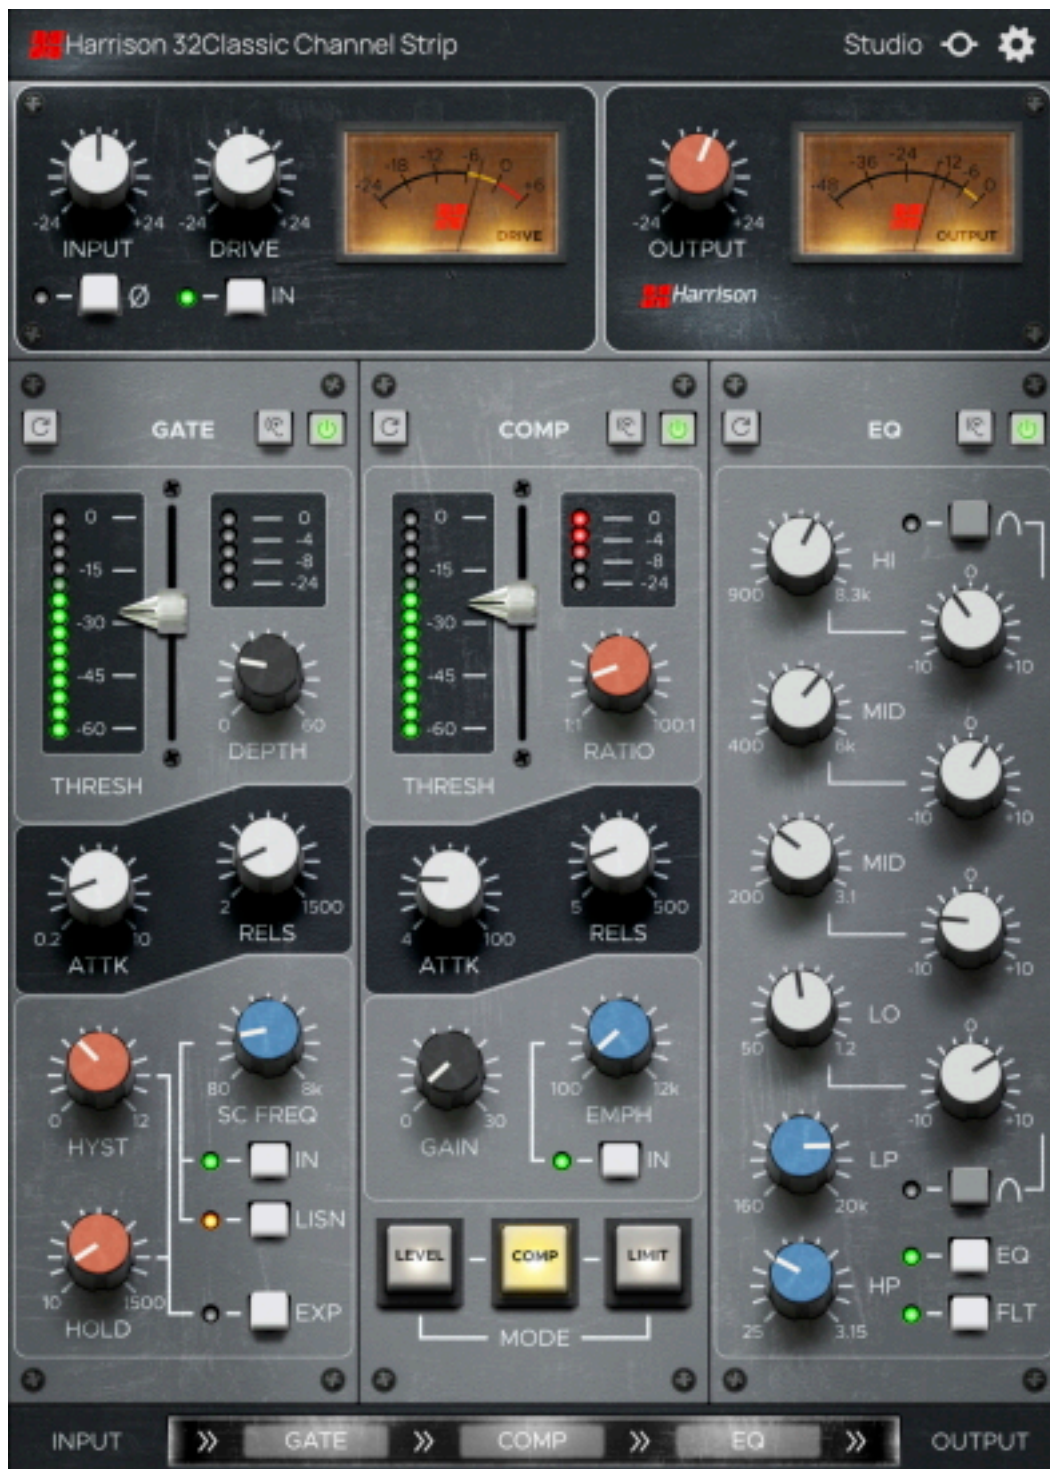 Harrison 32Classic Channel Strip
Studio
-24 +24
INPUT
-24 +24
DRIVE
-24 -18 -12 -6 0 +6
DRIVE
Ø
IN
-24 +24
OUTPUT
Harrison
-48 -36 -24 -12 -6 0
OUTPUT
GATE
0
-15
-30
-45
-60
THRESH
0
-4
-8
-24
0 60
DEPTH
0.2 10
ATTK
2 1500
RELS
0 12
HYST
80 8k
SC FREQ
IN
LISN
10 1500
HOLD
EXP
COMP
0
-15
-30
-45
-60
THRESH
0
-4
-8
-24
1:1 100:1
RATIO
4 100
ATTK
5 500
RELS
0 30
GAIN
100 12k
EMPH
IN
LEVEL
COMP
LIMIT
MODE
EQ
HI
900 8.3k
0
-10 +10
MID
400 6k
0
-10 +10
MID
200 3.1
0
-10 +10
LO
50 1.2
0
-10 +10
LP
160 20k
EQ
HP
25 3.15
FLT
INPUT
GATE
COMP
EQ
OUTPUT